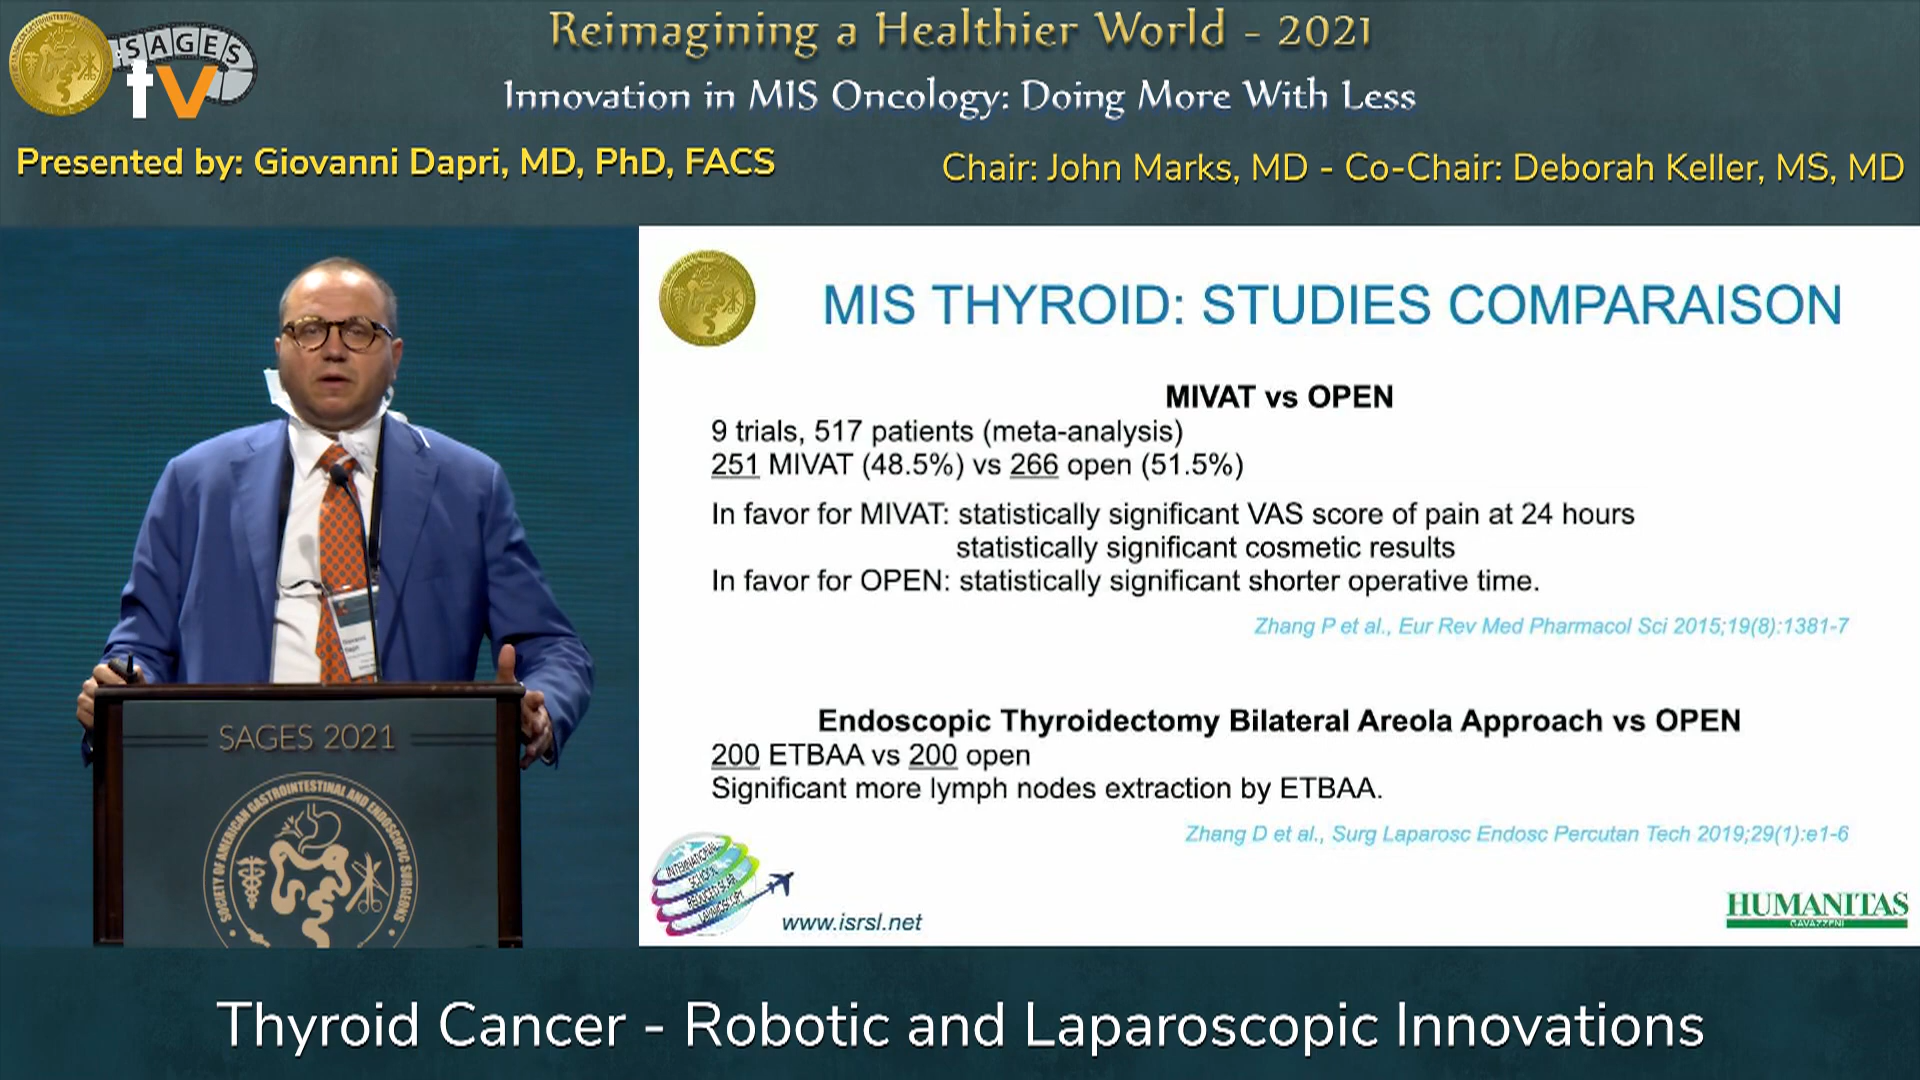 Reimagining a Healthier World - 2021
SAGES
tv
Innovation in MIS Oncology: Doing More With Less
Presented by: Giovanni Dapri, MD, PhD, FACS
Chair: John Marks, MD - Co-Chair: Deborah Keller, MS, MD
MIS THYROID: STUDIES COMPARAISON
MIVAT vs OPEN
9 trials, 517 patients (meta-analysis)
251 MIVAT (48.5%) vs 266 open (51.5%)
In favor for MIVAT: statistically significant VAS score of pain at 24 hours
statistically significant cosmetic results
In favor for OPEN: statistically significant shorter operative time.
Zhang P et al., Eur Rev Med Pharmacol Sci 2015;19(8):1381-7
Endoscopic Thyroidectomy Bilateral Areola Approach vs OPEN
200 ETBAA vs 200 open
Significant more lymph nodes extraction by ETBAA.
Zhang D et al., Surg Laparosc Endosc Percutan Tech 2019;29(1):e1-6
INTERNATIONAL
SCHOOL
REDUCED SCAR
LAPAROSCOPY
www.isrsl.net
HUMANITAS
GAVAZZENI
SAGES 2021
SOCIETY OF AMERICAN GASTROINTESTINAL AND ENDOSCOPIC SURGEONS
Thyroid Cancer - Robotic and Laparoscopic Innovations